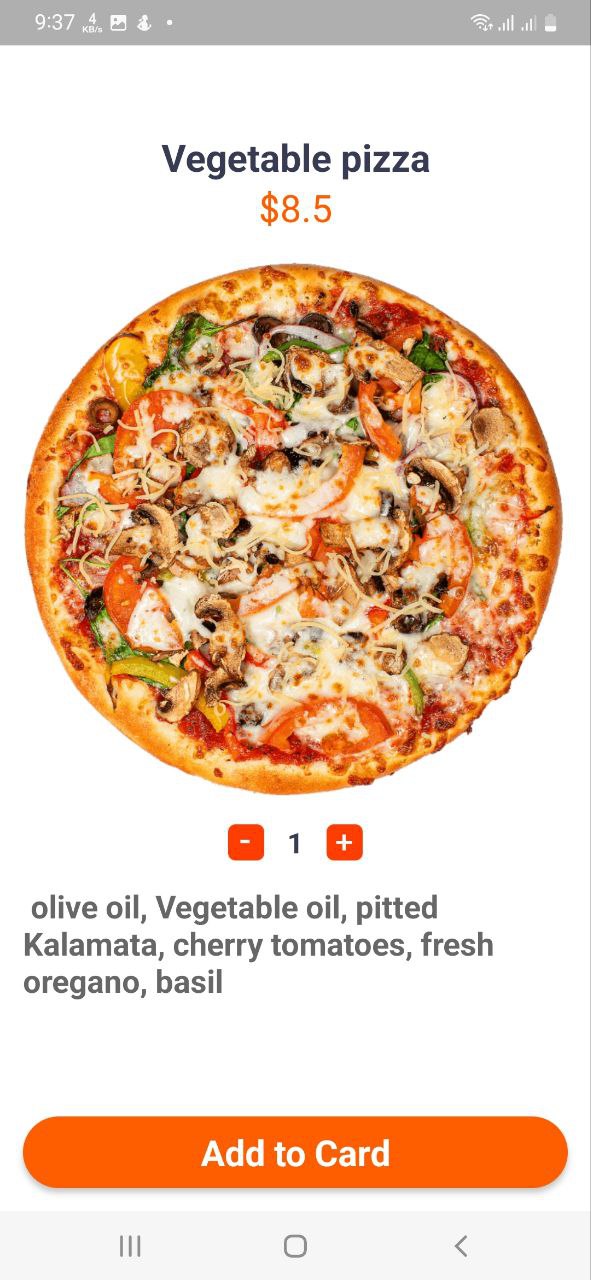 9:37 4 KB/s
Vegetable pizza
$8.5
- 1 +
olive oil, Vegetable oil, pitted
Kalamata, cherry tomatoes, fresh
oregano, basil
Add to Card